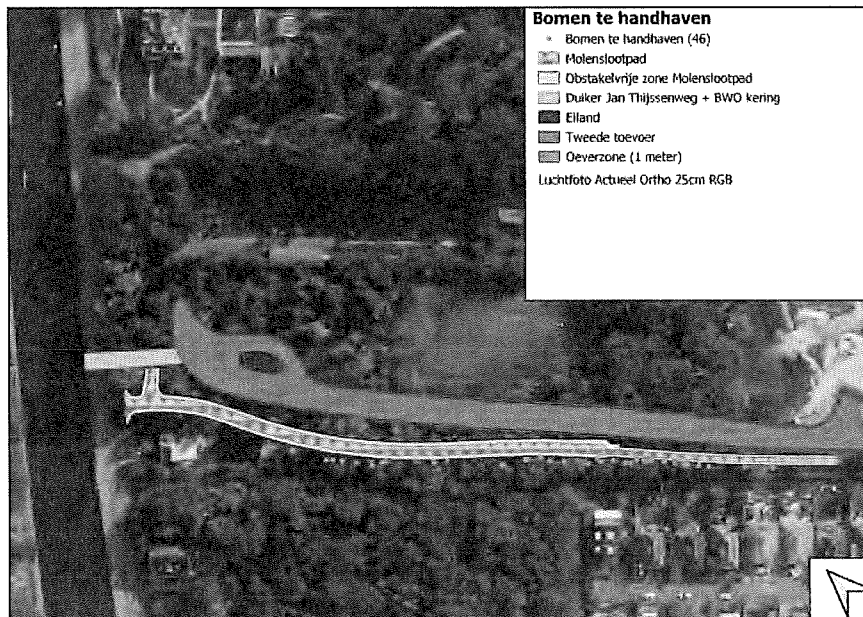 Bomen te handhaven
Bomen te handhaven (46)
Molenslootpad
Obstakelvrije zone Molenslootpad
Duiker Jan Thijssenweg + BWO kering
Eiland
Tweede toevoer
Oeverzone (1 meter)
Luchtfoto Actueel Ortho 25cm RGB